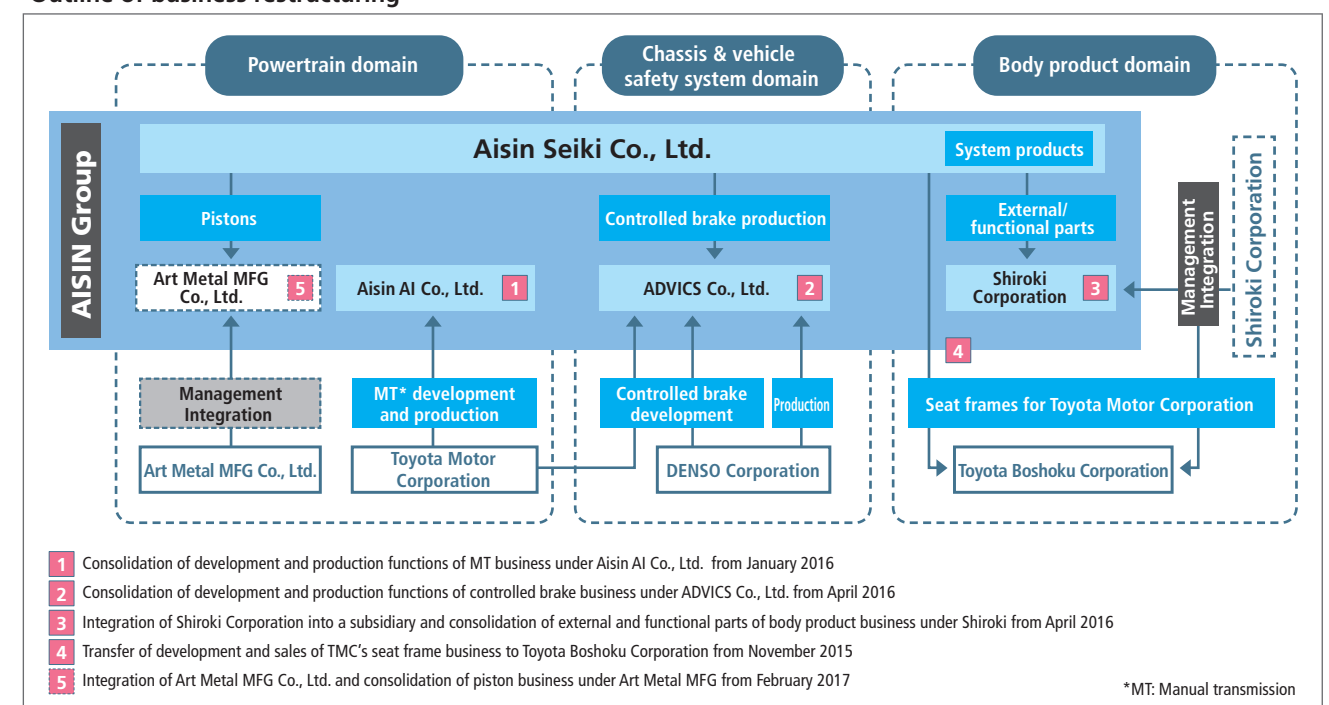 Outline of business restructuring
Powertrain domain
Chassis & vehicle
safety system domain
Body product domain
AISIN Group
Aisin Seiki Co., Ltd.
System products
Pistons
Controlled brake production
External/
functional parts
Art Metal MFG
Co., Ltd.
5
Aisin AI Co., Ltd.
1
ADVICS Co., Ltd.
2
Shiroki
Corporation
3
Management
Integration
Shiroki Corporation
4
Management
Integration
MT* development
and production
Controlled brake
development
Production
Seat frames for Toyota Motor Corporation
Art Metal MFG Co., Ltd.
Toyota Motor
Corporation
DENSO Corporation
Toyota Boshoku Corporation
1 Consolidation of development and production functions of MT business under Aisin AI Co., Ltd. from January 2016
2 Consolidation of development and production functions of controlled brake business under ADVICS Co., Ltd. from April 2016
3 Integration of Shiroki Corporation into a subsidiary and consolidation of external and functional parts of body product business under Shiroki from April 2016
4 Transfer of development and sales of TMC's seat frame business to Toyota Boshoku Corporation from November 2015
5 Integration of Art Metal MFG Co., Ltd. and consolidation of piston business under Art Metal MFG from February 2017
*MT: Manual transmission